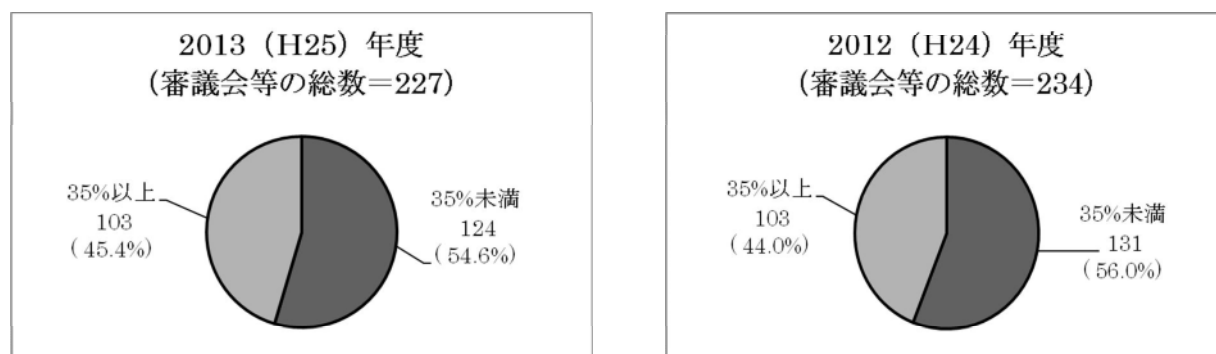 2013（H25）年度
(審議会等の総数＝227)
35%以上
103
(45.4%)
35%未満
124
( 54.6%)
2012（H24）年度
(審議会等の総数＝234)
35%以上
103
( 44.0%)
35%未満
131
( 56.0%)